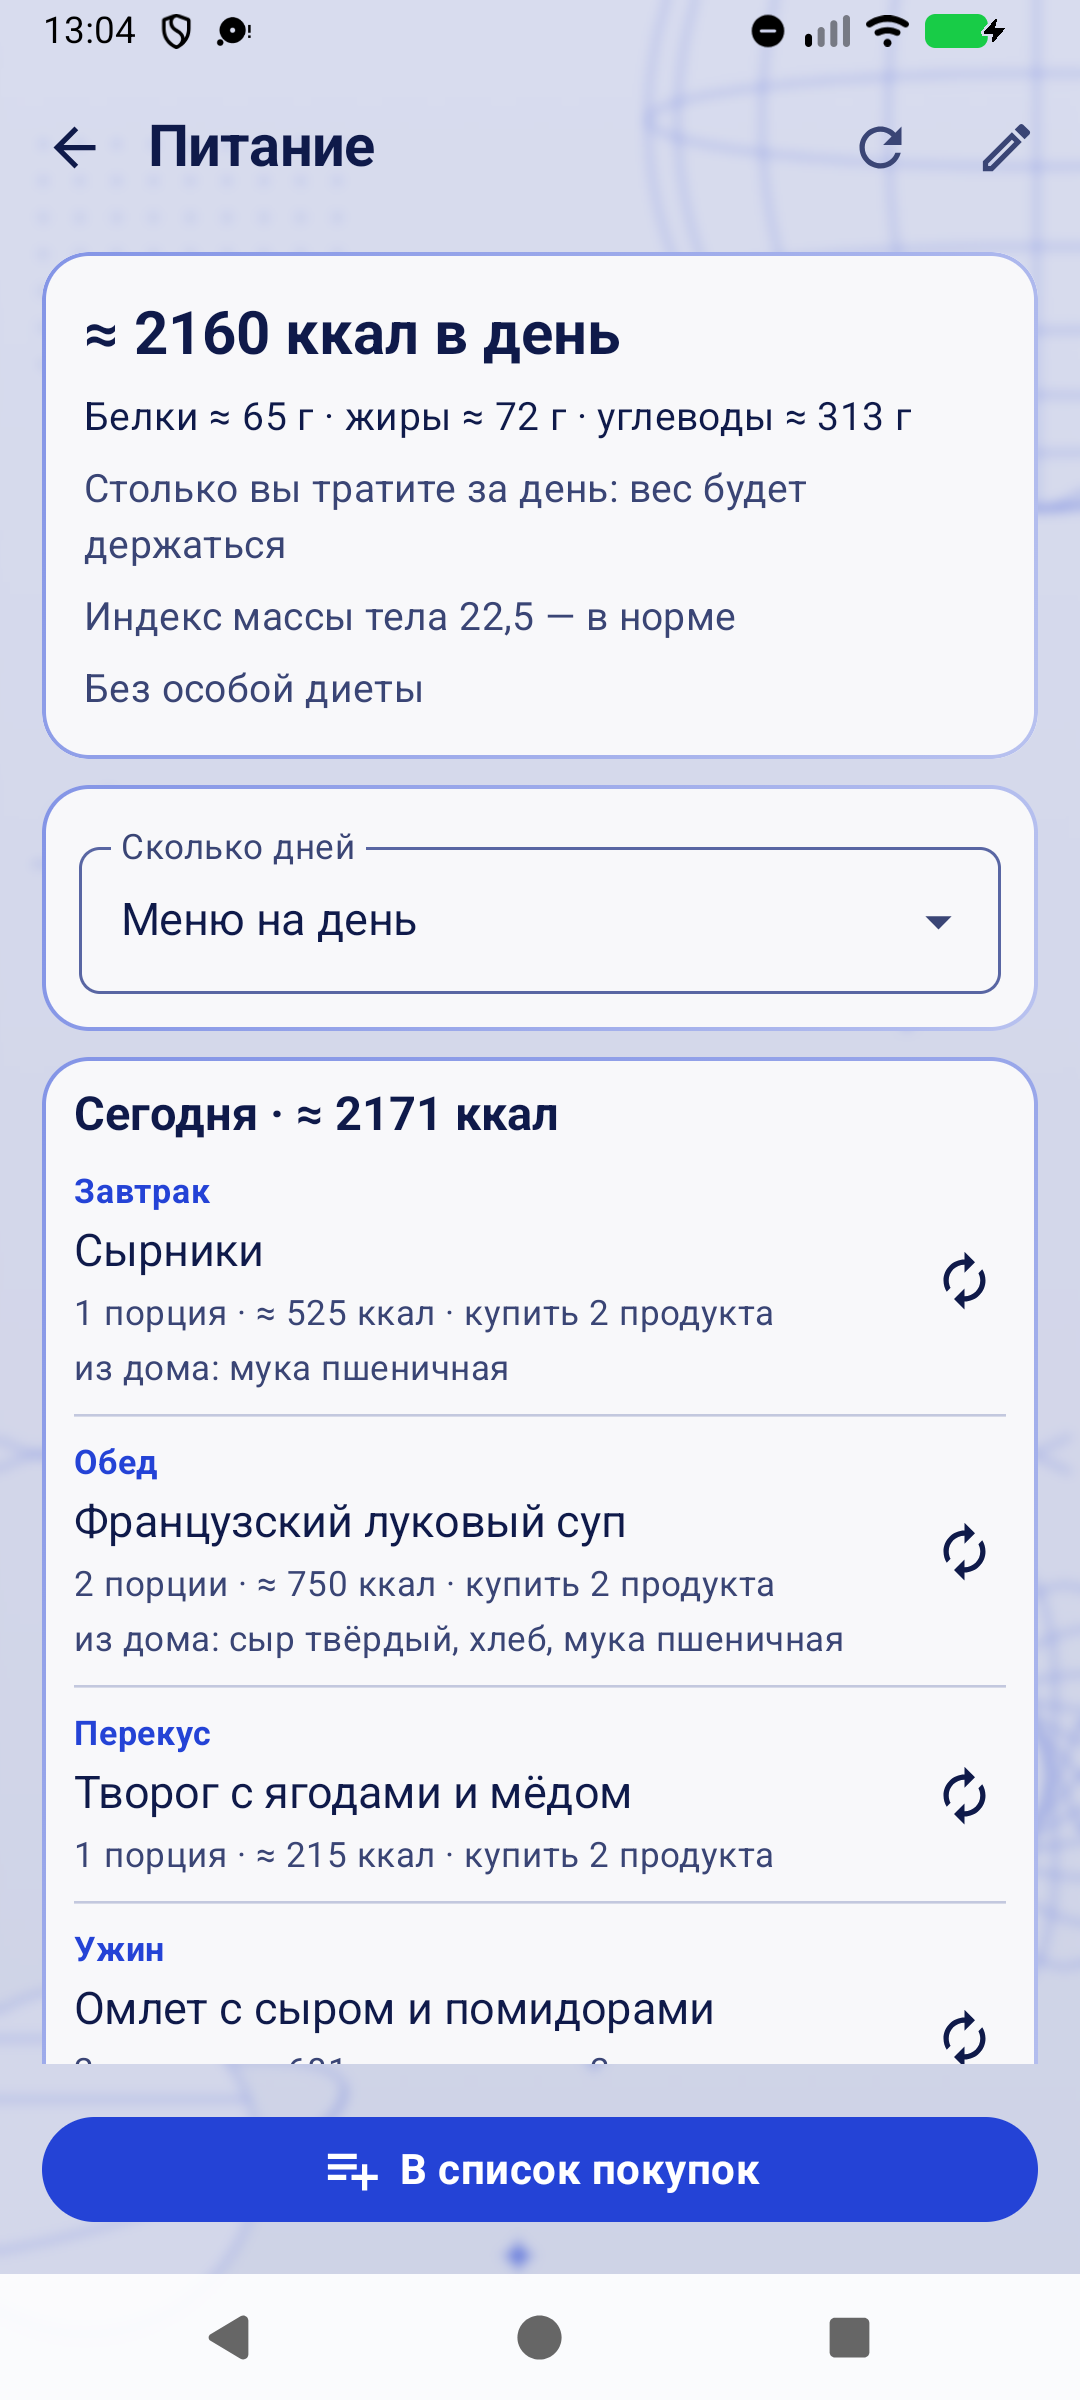 13:04
Питание
≈ 2160 ккал в день
Белки ≈ 65 г · жиры ≈ 72 г · углеводы ≈ 313 г
Столько вы тратите за день: вес будет
держаться
Индекс массы тела 22,5 — в норме
Без особой диеты
Сколько дней
Меню на день
Сегодня · ≈ 2171 ккал
Завтрак
Сырники
1 порция · ≈ 525 ккал · купить 2 продукта
из дома: мука пшеничная
Обед
Французский луковый суп
2 порции · ≈ 750 ккал · купить 2 продукта
из дома: сыр твёрдый, хлеб, мука пшеничная
Перекус
Творог с ягодами и мёдом
1 порция · ≈ 215 ккал · купить 2 продукта
Ужин
Омлет с сыром и помидорами
В список покупок